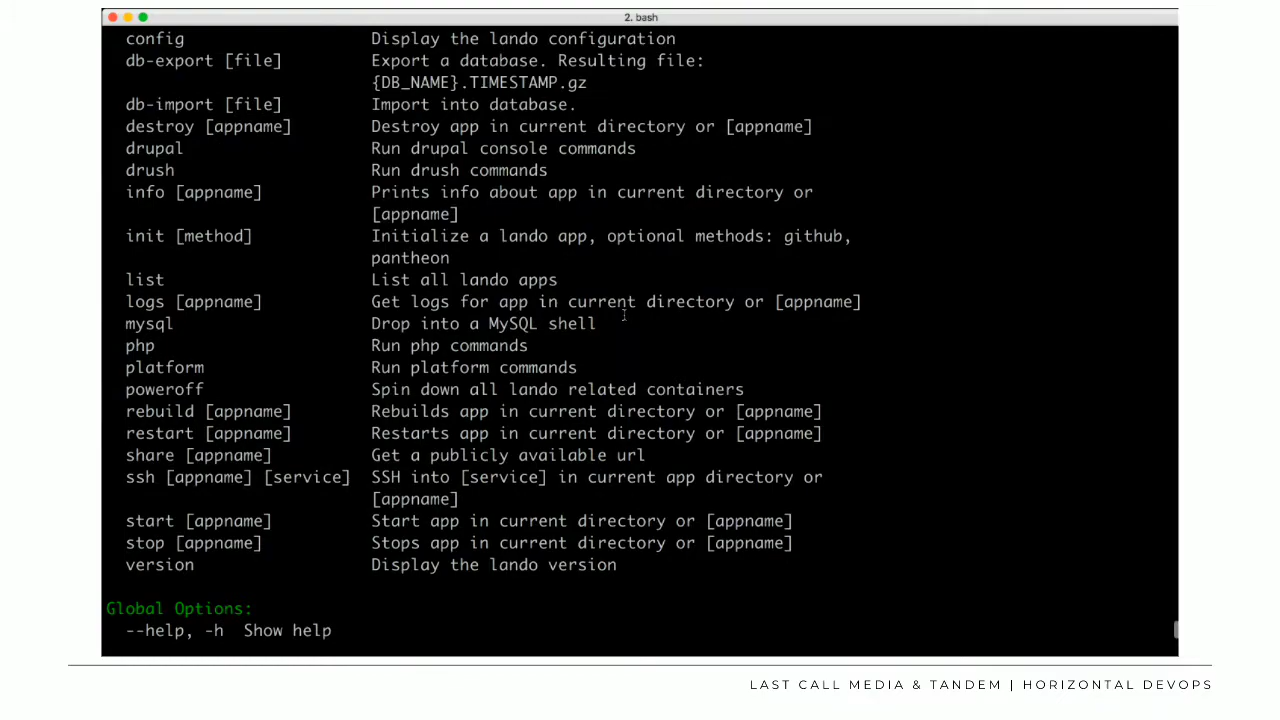 2. bash
config Display the lando configuration
db-export [file] Export a database. Resulting file:
{DB_NAME}.TIMESTAMP.gz
db-import [file] Import into database.
destroy [appname] Destroy app in current directory or [appname]
drupal Run drupal console commands
drush Run drush commands
info [appname] Prints info about app in current directory or
[appname]
init [method] Initialize a lando app, optional methods: github,
pantheon
list List all lando apps
logs [appname] Get logs for app in current directory or [appname]
mysql Drop into a MySQL shell
php Run php commands
platform Run platform commands
poweroff Spin down all lando related containers
rebuild [appname] Rebuilds app in current directory or [appname]
restart [appname] Restarts app in current directory or [appname]
share [appname] Get a publicly available url
ssh [appname] [service] SSH into [service] in current app directory or
[appname]
start [appname] Start app in current directory or [appname]
stop [appname] Stops app in current directory or [appname]
version Display the lando version
Global Options:
--help, -h Show help
LAST CALL MEDIA & TANDEM | HORIZONTAL DEVOPS